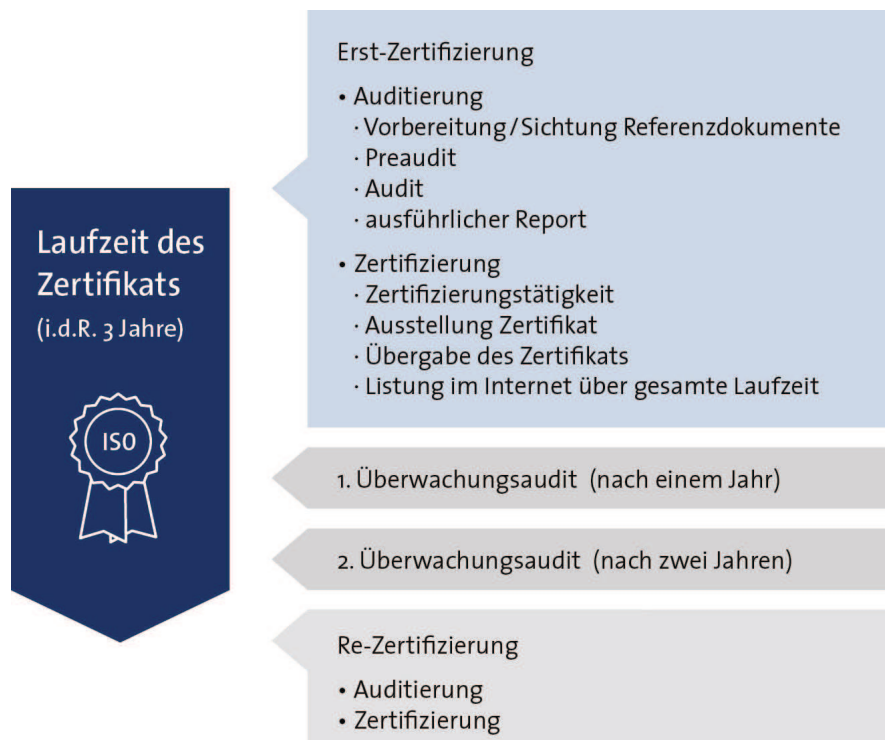 Laufzeit des
Zertifikats
(i.d.R. 3 Jahre)
ISO
Erst-Zertifizierung
• Auditierung
· Vorbereitung/Sichtung Referenzdokumente
· Preaudit
· Audit
· ausführlicher Report
• Zertifizierung
· Zertifizierungstätigkeit
· Ausstellung Zertifikat
· Übergabe des Zertifikats
· Listung im Internet über gesamte Laufzeit
1. Überwachungsaudit (nach einem Jahr)
2. Überwachungsaudit (nach zwei Jahren)
Re-Zertifizierung
• Auditierung
• Zertifizierung